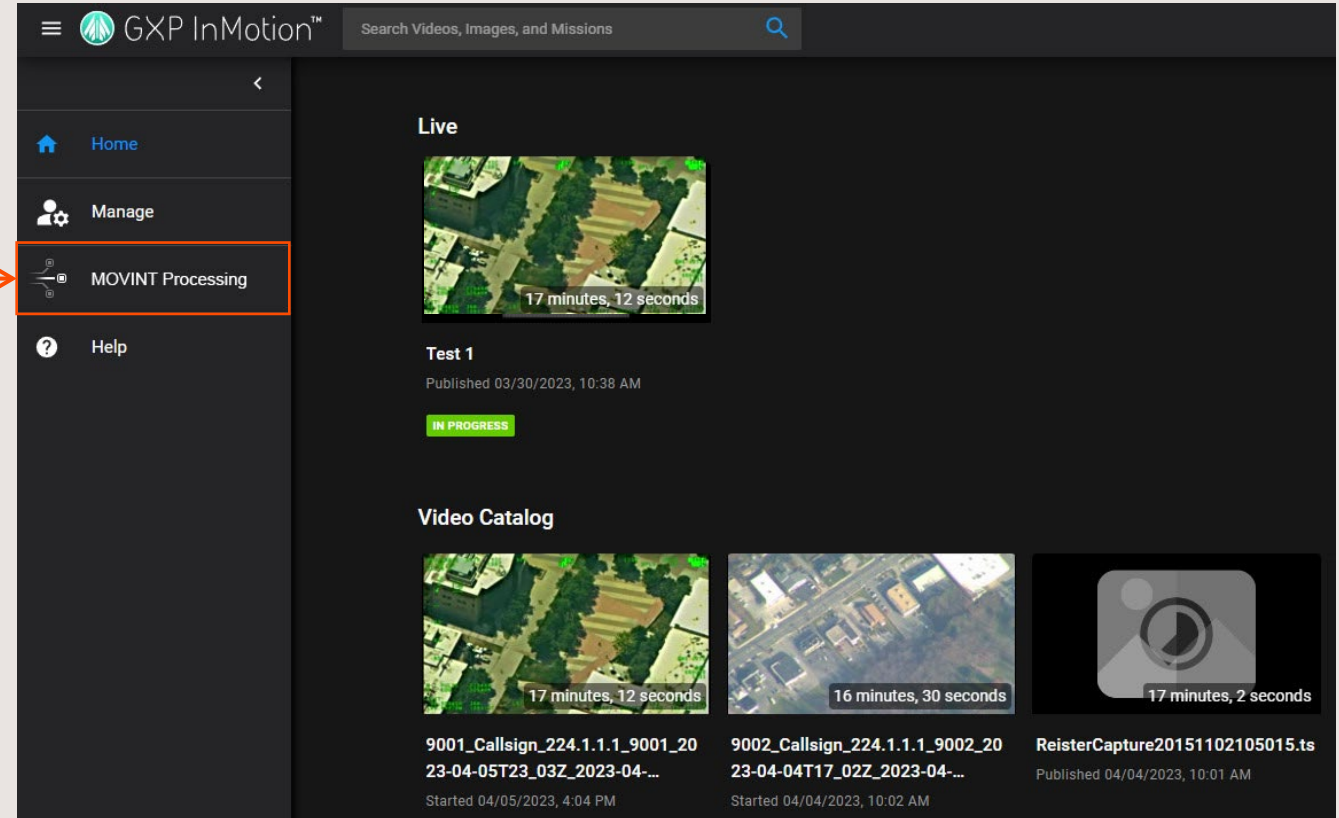 GXP InMotion™
Search Videos, Images, and Missions
Home
Manage
MOVINT Processing
Help
Live
17 minutes, 12 seconds
Test 1
Published 03/30/2023, 10:38 AM
IN PROGRESS
Video Catalog
17 minutes, 12 seconds
16 minutes, 30 seconds
17 minutes, 2 seconds
9001_Callsign_224.1.1.1_9001_20
23-04-05T23_03Z_2023-04-...
Started 04/05/2023, 4:04 PM
9002_Callsign_224.1.1.1_9002_20
23-04-04T17_02Z_2023-04-...
Started 04/04/2023, 10:02 AM
ReisterCapture20151102105015.ts
Published 04/04/2023, 10:01 AM